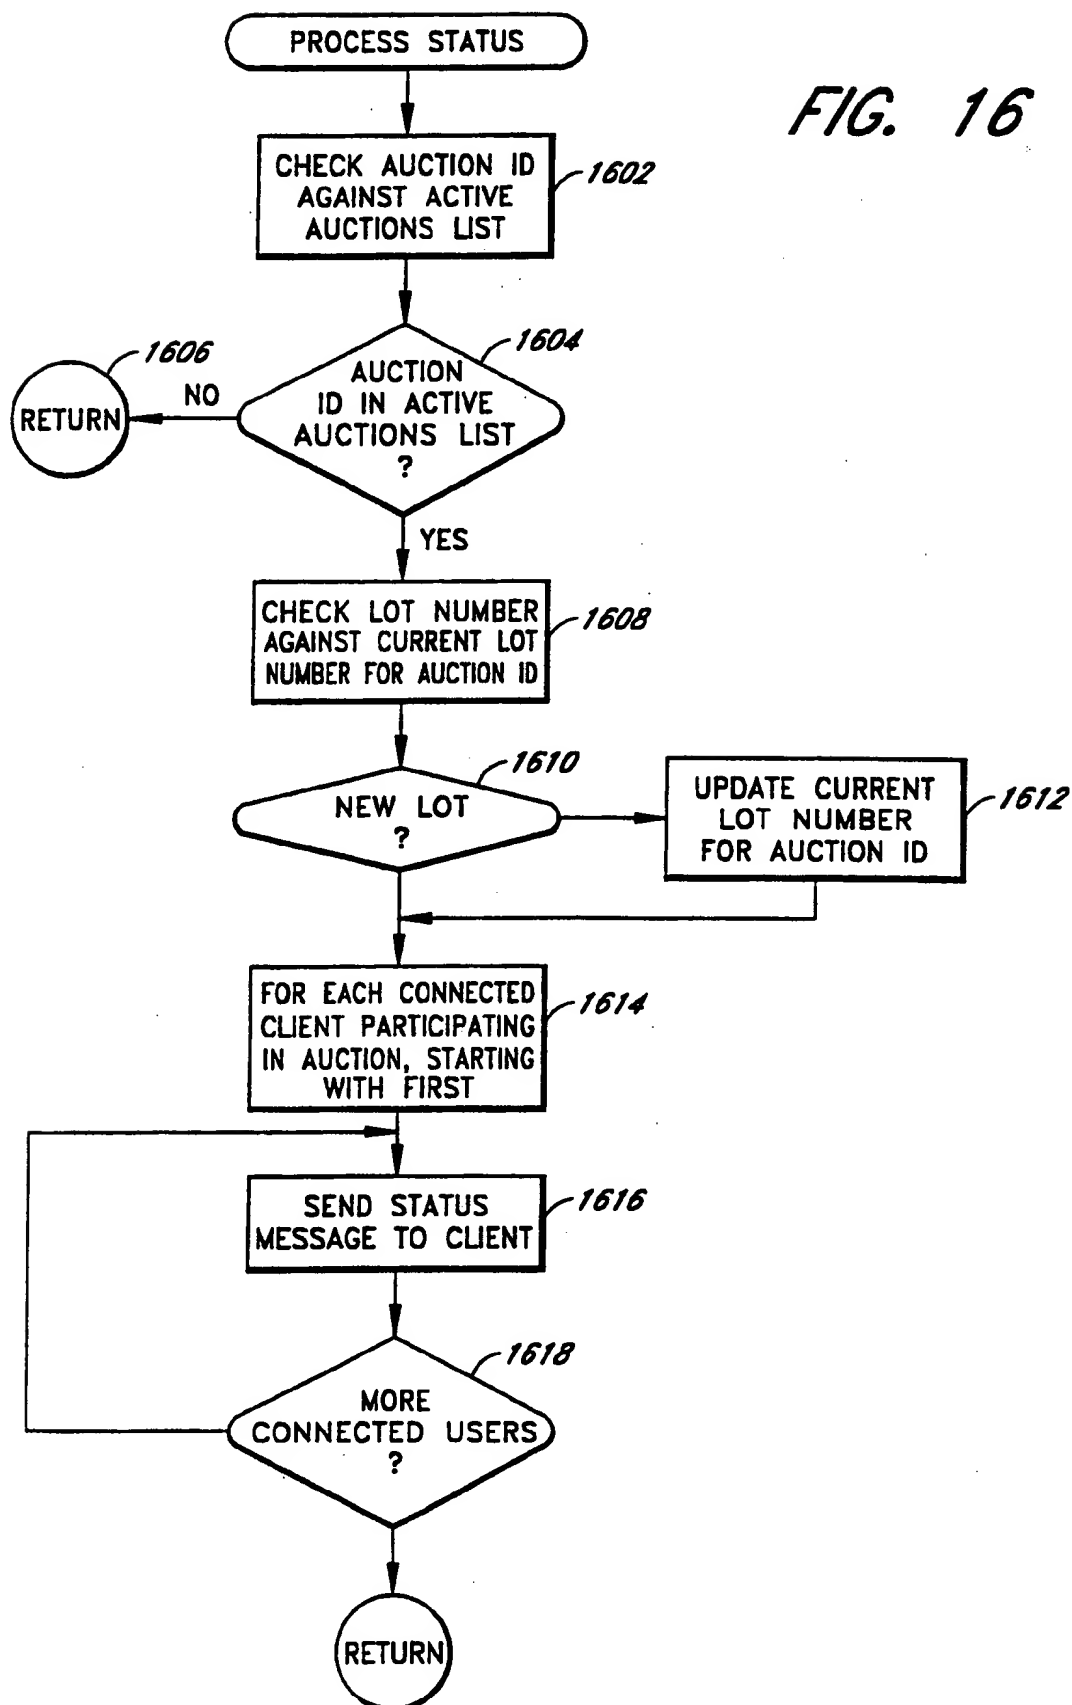 PROCESS STATUS
FIG. 16
CHECK AUCTION ID
AGAINST ACTIVE
AUCTIONS LIST
1602
1604
AUCTION
ID IN ACTIVE
AUCTIONS LIST
?
1606
NO
RETURN
YES
CHECK LOT NUMBER
AGAINST CURRENT LOT
NUMBER FOR AUCTION ID
1608
1610
NEW LOT
?
UPDATE CURRENT
LOT NUMBER
FOR AUCTION ID
1612
FOR EACH CONNECTED
CLIENT PARTICIPATING
IN AUCTION, STARTING
WITH FIRST
1614
SEND STATUS
MESSAGE TO CLIENT
1616
1618
MORE
CONNECTED USERS
?
RETURN